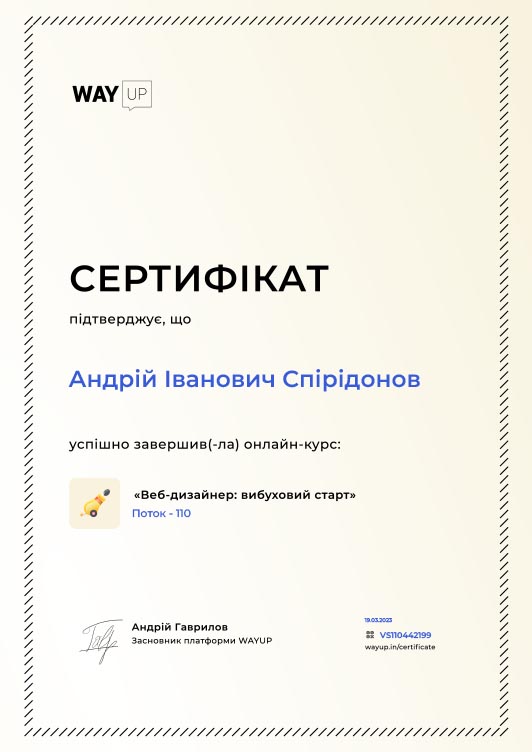 WAY UP
СЕРТИФІКАТ
підтверджує, що
Андрій Іванович Спірідонов
успішно завершив(-ла) онлайн-курс:
«Веб-дизайнер: вибуховий старт»
Поток - 110
Андрій Гаврилов
Засновник платформи WAYUP
19.03.2023
VS110442199
wayup.in/certificate